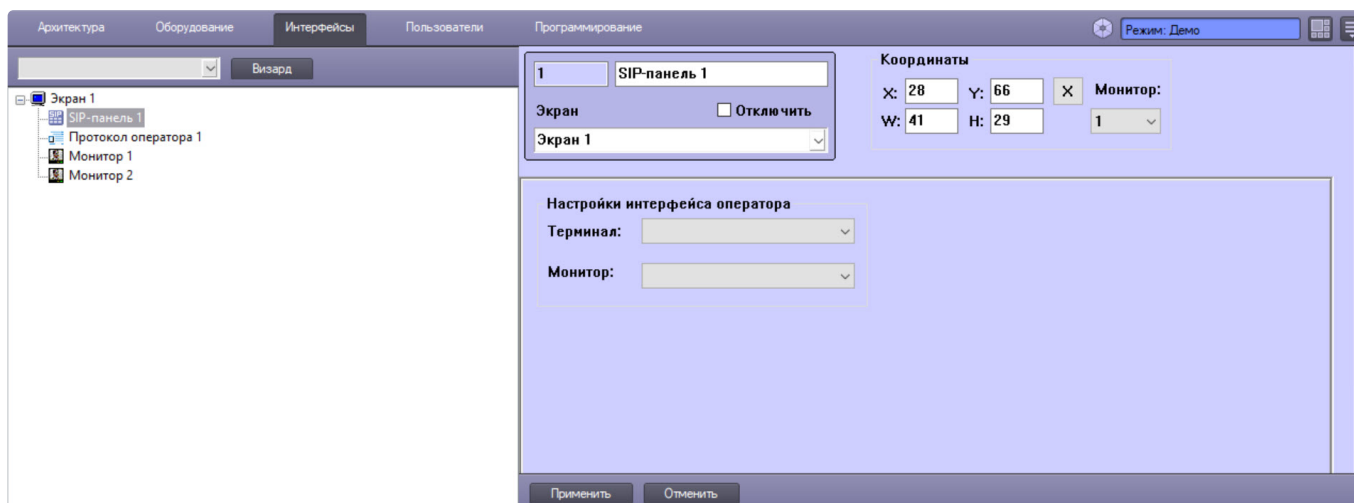 Архитектура Оборудование Интерфейсы Пользователи Программирование Режим: Демо
Визард
Экран 1
SIP-панель 1
Протокол оператора 1
Монитор 1
Монитор 2
1 SIP-панель 1
Экран Отключить
Экран 1
Координаты
X: 28 Y: 66 X Монитор:
W: 41 H: 29 1
Настройки интерфейса оператора
Терминал:
Монитор:
Применить Отменить